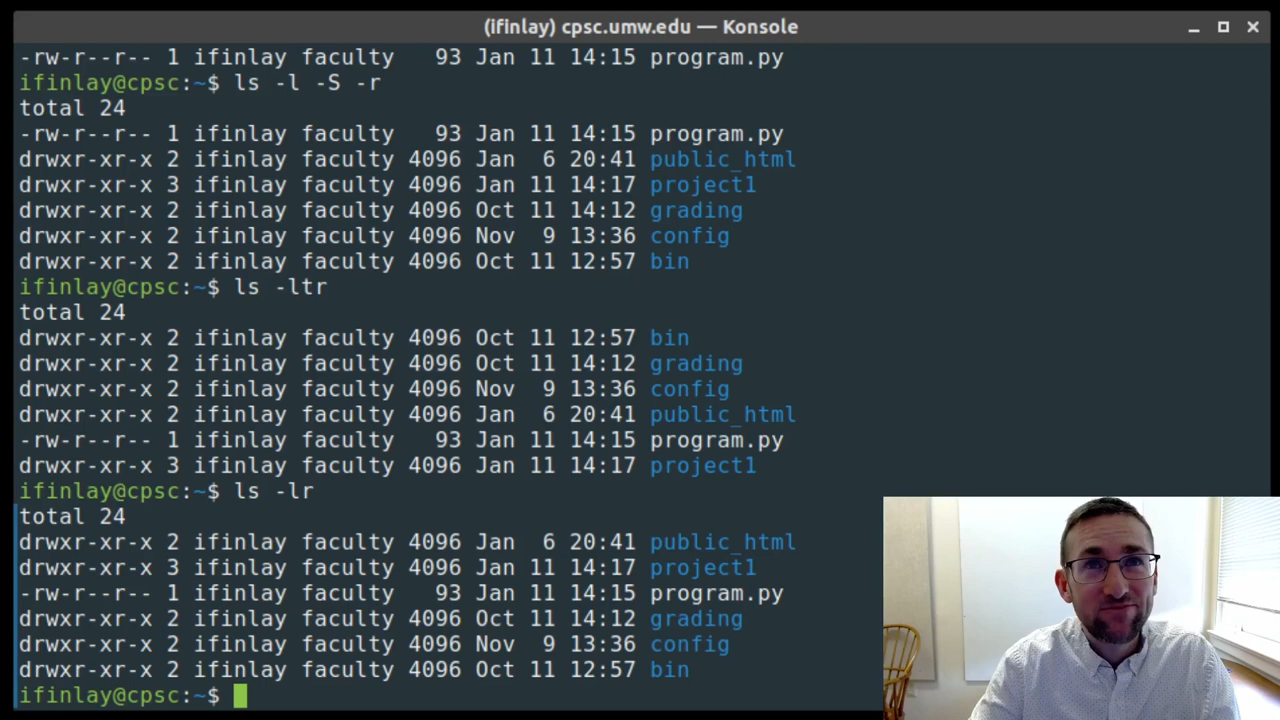 (ifinlay) cpsc.umw.edu — Konsole
-rw-r--r-- 1 ifinlay faculty   93 Jan 11 14:15 program.py
ifinlay@cpsc:~$ ls -l -S -r
total 24
-rw-r--r-- 1 ifinlay faculty   93 Jan 11 14:15 program.py
drwxr-xr-x 2 ifinlay faculty 4096 Jan  6 20:41 public_html
drwxr-xr-x 3 ifinlay faculty 4096 Jan 11 14:17 project1
drwxr-xr-x 2 ifinlay faculty 4096 Oct 11 14:12 grading
drwxr-xr-x 2 ifinlay faculty 4096 Nov  9 13:36 config
drwxr-xr-x 2 ifinlay faculty 4096 Oct 11 12:57 bin
ifinlay@cpsc:~$ ls -ltr
total 24
drwxr-xr-x 2 ifinlay faculty 4096 Oct 11 12:57 bin
drwxr-xr-x 2 ifinlay faculty 4096 Oct 11 14:12 grading
drwxr-xr-x 2 ifinlay faculty 4096 Nov  9 13:36 config
drwxr-xr-x 2 ifinlay faculty 4096 Jan  6 20:41 public_html
-rw-r--r-- 1 ifinlay faculty   93 Jan 11 14:15 program.py
drwxr-xr-x 3 ifinlay faculty 4096 Jan 11 14:17 project1
ifinlay@cpsc:~$ ls -lr
total 24
drwxr-xr-x 2 ifinlay faculty 4096 Jan  6 20:41 public_html
drwxr-xr-x 3 ifinlay faculty 4096 Jan 11 14:17 project1
-rw-r--r-- 1 ifinlay faculty   93 Jan 11 14:15 program.py
drwxr-xr-x 2 ifinlay faculty 4096 Oct 11 14:12 grading
drwxr-xr-x 2 ifinlay faculty 4096 Nov  9 13:36 config
drwxr-xr-x 2 ifinlay faculty 4096 Oct 11 12:57 bin
ifinlay@cpsc:~$